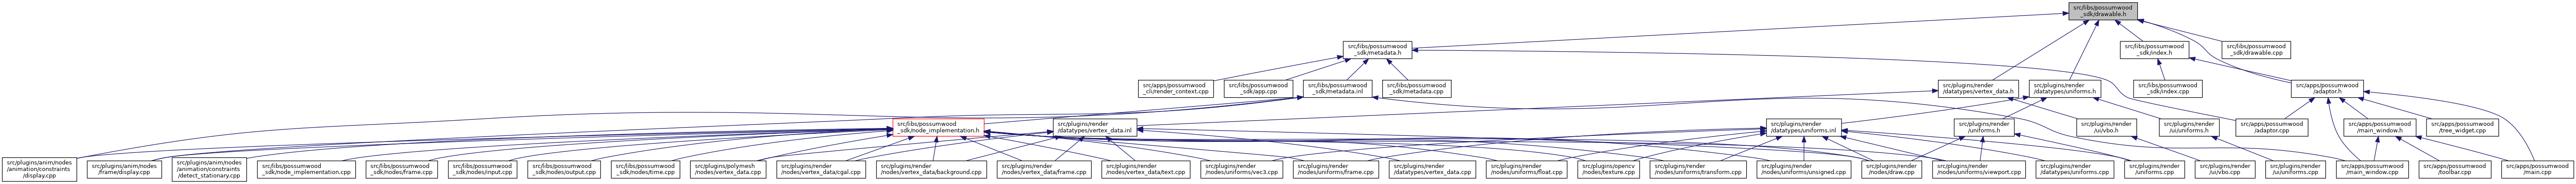 src/libs/possumwood
_sdk/drawable.h
src/libs/possumwood
_sdk/metadata.h
src/libs/possumwood
_sdk/index.h
src/libs/possumwood
_sdk/drawable.cpp
src/apps/possumwood
_cli/render_context.cpp
src/libs/possumwood
_sdk/app.cpp
src/libs/possumwood
_sdk/metadata.inl
src/libs/possumwood
_sdk/metadata.cpp
src/plugins/render
/datatypes/vertex_data.h
src/plugins/render
/datatypes/uniforms.h
src/libs/possumwood
_sdk/index.cpp
src/apps/possumwood
/adaptor.h
src/libs/possumwood
_sdk/node_implementation.h
src/plugins/render
/datatypes/vertex_data.inl
src/plugins/render
/datatypes/uniforms.inl
src/plugins/render
/uniforms.h
src/plugins/render
/ui/vbo.h
src/plugins/render
/ui/uniforms.h
src/apps/possumwood
/adaptor.cpp
src/apps/possumwood
/main_window.h
src/apps/possumwood
/tree_widget.cpp
src/plugins/anim/nodes
/animation/constraints
/display.cpp
src/plugins/anim/nodes
/frame/display.cpp
src/plugins/anim/nodes
/animation/constraints
/detect_stationary.cpp
src/libs/possumwood
_sdk/node_implementation.cpp
src/libs/possumwood
_sdk/nodes/frame.cpp
src/libs/possumwood
_sdk/nodes/input.cpp
src/libs/possumwood
_sdk/nodes/output.cpp
src/libs/possumwood
_sdk/nodes/time.cpp
src/plugins/polymesh
/nodes/vertex_data.cpp
src/plugins/render
/nodes/vertex_data/cgal.cpp
src/plugins/render
/nodes/vertex_data/background.cpp
src/plugins/render
/nodes/vertex_data/frame.cpp
src/plugins/render
/nodes/vertex_data/text.cpp
src/plugins/render
/nodes/uniforms/vec3.cpp
src/plugins/render
/nodes/uniforms/frame.cpp
src/plugins/render
/datatypes/vertex_data.cpp
src/plugins/render
/nodes/uniforms/float.cpp
src/plugins/opencv
/nodes/texture.cpp
src/plugins/render
/nodes/uniforms/transform.cpp
src/plugins/render
/nodes/uniforms/unsigned.cpp
src/plugins/render
/nodes/draw.cpp
src/plugins/render
/nodes/uniforms/viewport.cpp
src/plugins/render
/datatypes/uniforms.cpp
src/plugins/render
/uniforms.cpp
src/plugins/render
/ui/vbo.cpp
src/plugins/render
/ui/uniforms.cpp
src/apps/possumwood
/main_window.cpp
src/apps/possumwood
/toolbar.cpp
src/apps/possumwood
/main.cpp